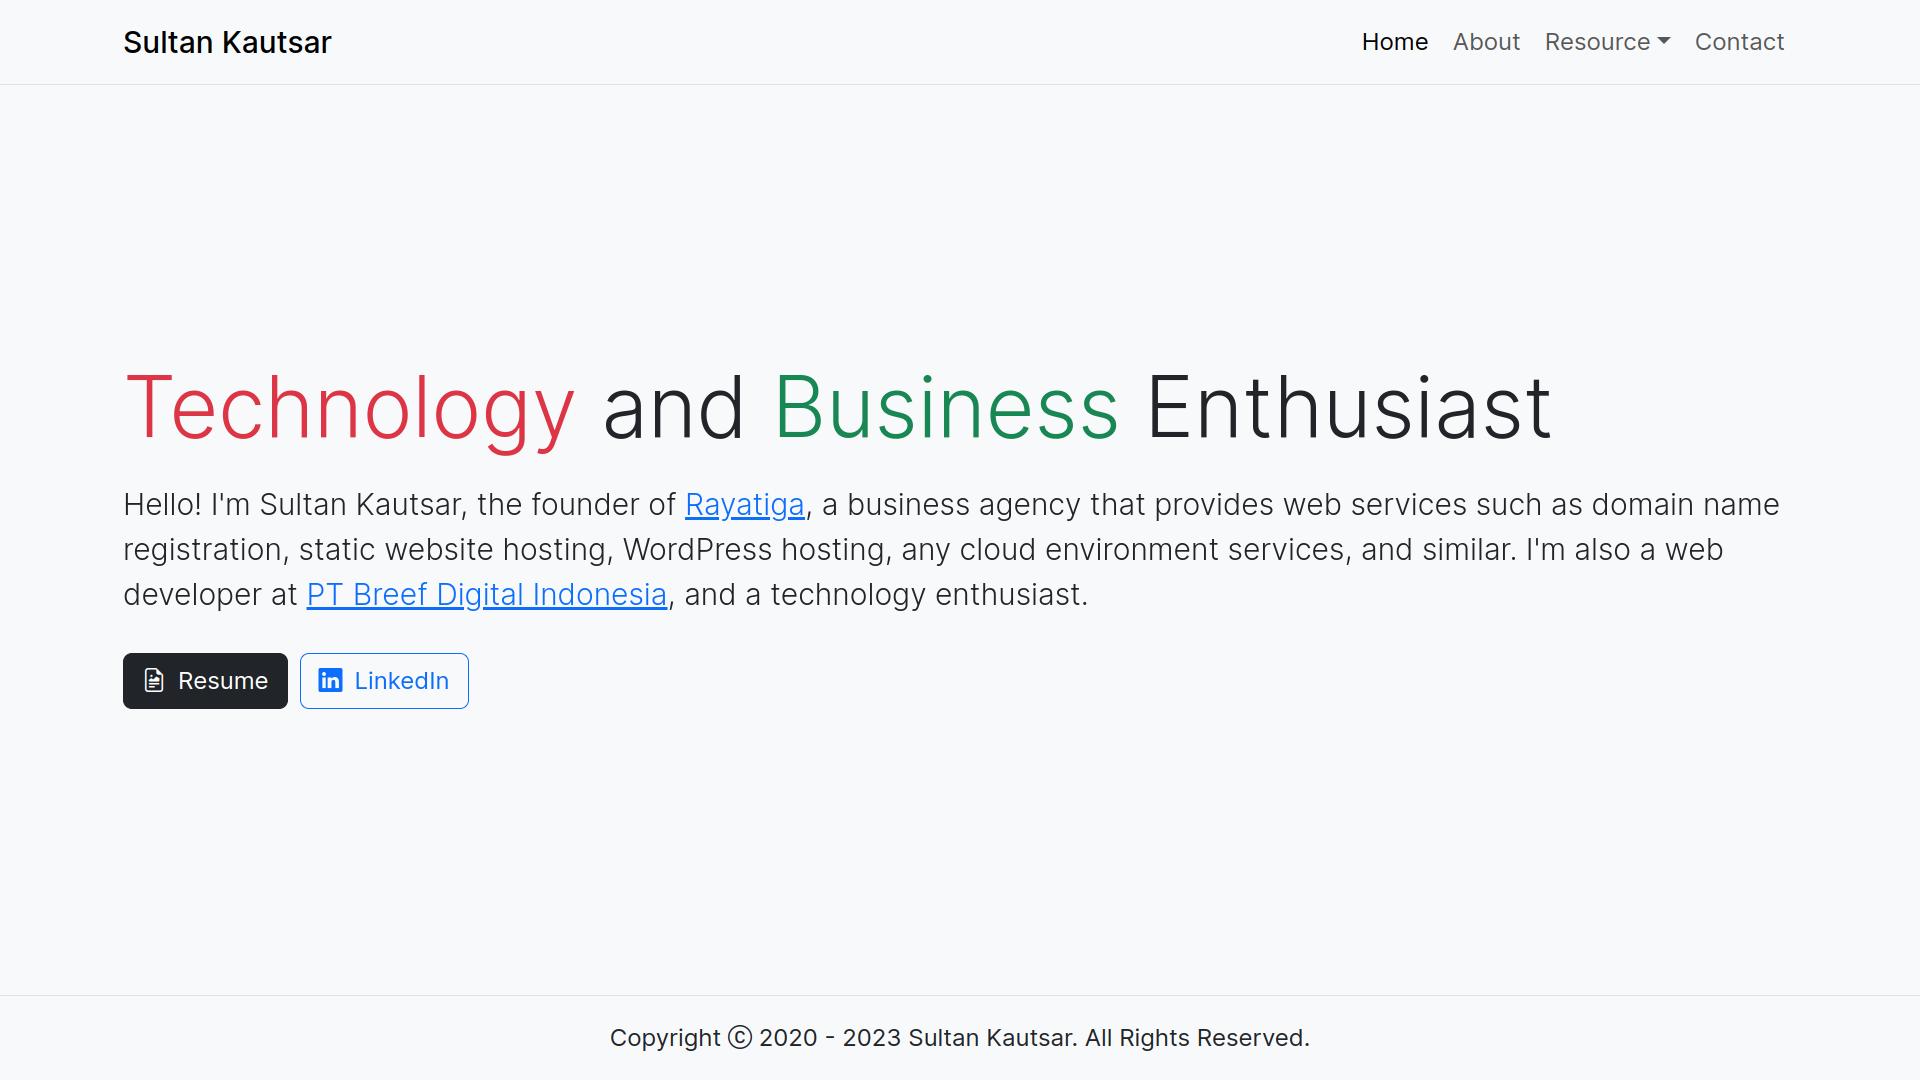 Sultan Kautsar
Home About Resource Contact
Technology and Business Enthusiast
Hello! I'm Sultan Kautsar, the founder of Rayatiga, a business agency that provides web services such as domain name
registration, static website hosting, WordPress hosting, any cloud environment services, and similar. I'm also a web
developer at PT Breef Digital Indonesia, and a technology enthusiast.
Resume LinkedIn
Copyright © 2020 - 2023 Sultan Kautsar. All Rights Reserved.